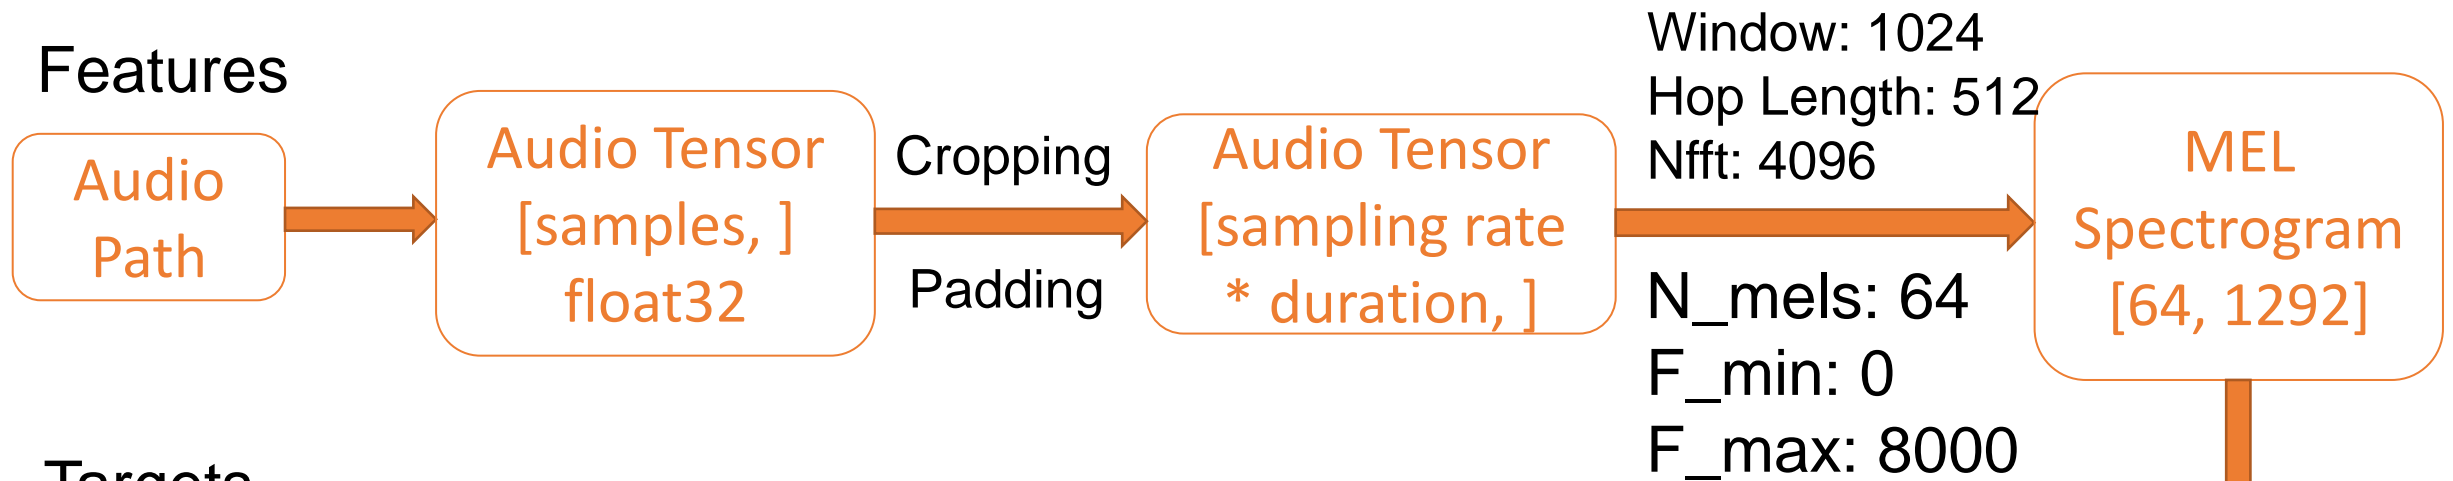 Features
Audio
Path
Audio Tensor
[samples, ]
float32
Cropping
Padding
Audio Tensor
[sampling rate
* duration, ]
Window: 1024
Hop Length: 512
Nfft: 4096
N_mels: 64
F_min: 0
F_max: 8000
MEL
Spectrogram
[64, 1292]
Targets